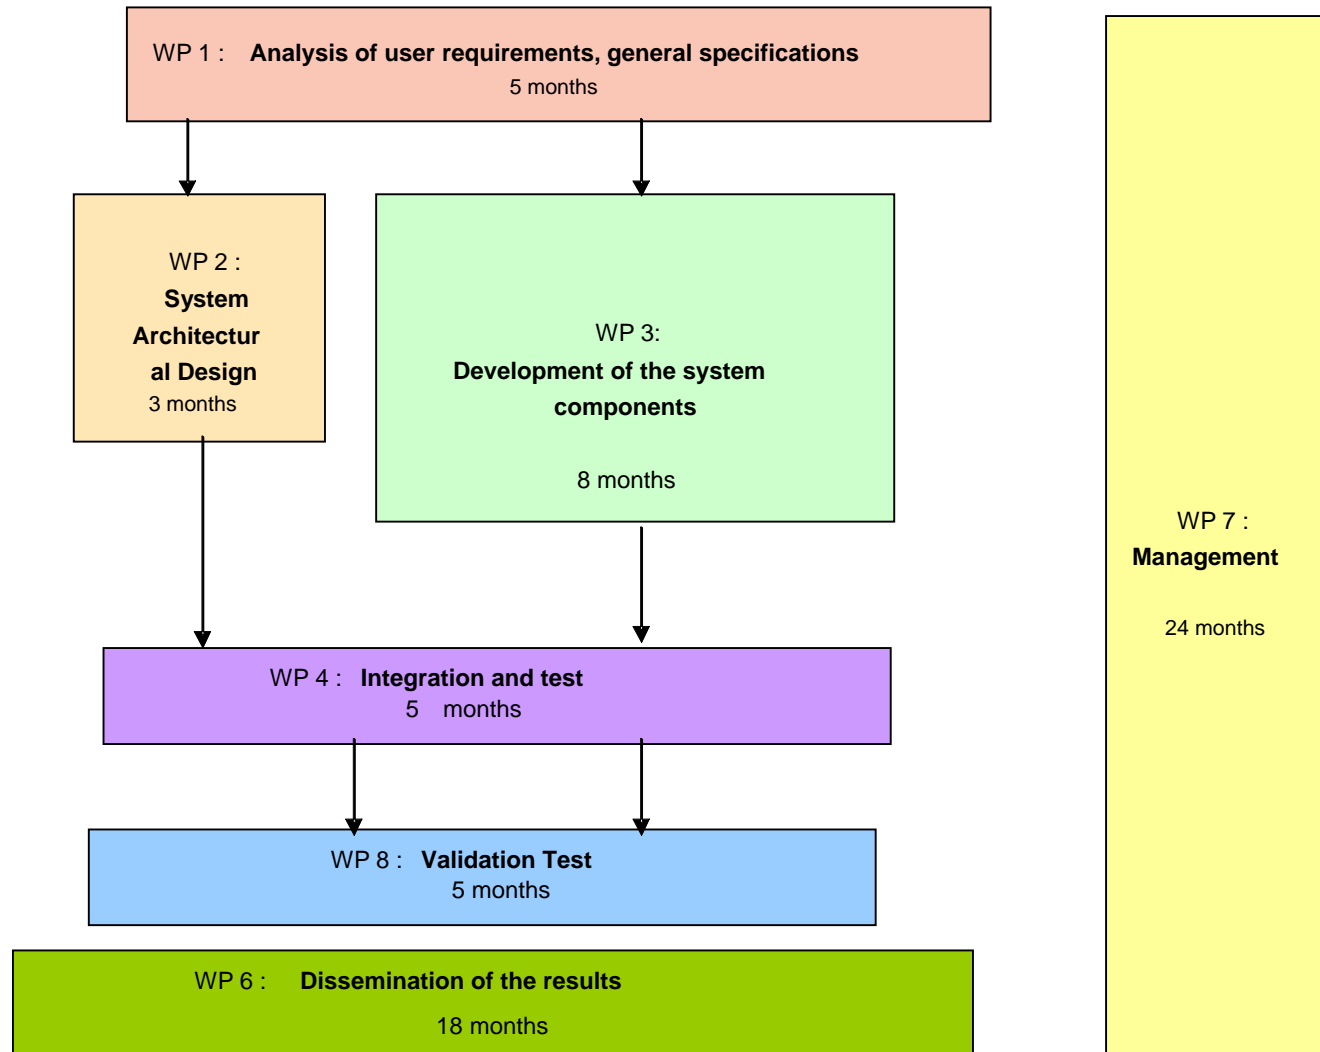 WP 1 : Analysis of user requirements, general specifications
5 months
WP 2 :
System
Architectur
al Design
3 months
WP 3:
Development of the system
components
8 months
WP 7 :
Management
24 months
WP 4 : Integration and test
5 months
WP 8 : Validation Test
5 months
WP 6 : Dissemination of the results
18 months